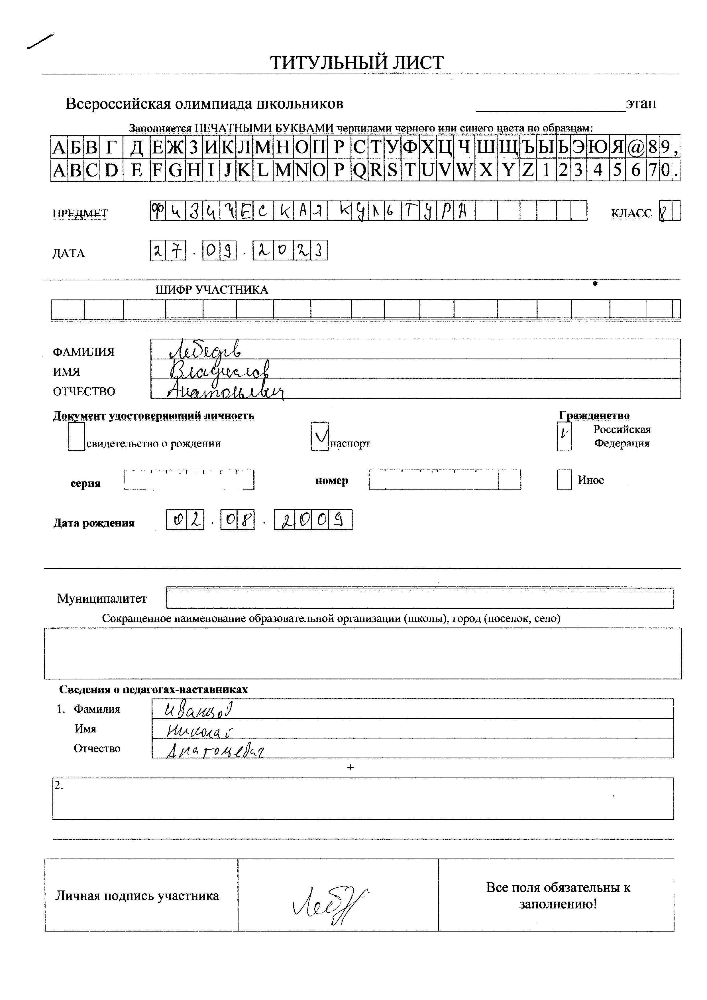 ТИТУЛЬНЫЙ ЛИСТ
Всероссийская олимпиада школьников этап
Заполняется ПЕЧАТНЫМИ БУКВАМИ чернилами черного или синего цвета по образцам:
А Б В Г Д Е Ж З И К Л М Н О П Р С Т У Ф Х Ц Ч Ш Щ Ъ Ы Ь Э Ю Я @ 8 9 ,
A B C D E F G H I J K L M N O P Q R S T U V W X Y Z 1 2 3 4 5 6 7 0 .
ПРЕДМЕТ ФИЗИЧЕСКАЯ КУЛЬТУРА КЛАСС 8
ДАТА 27.09.2023
ШИФР УЧАСТНИКА
ФАМИЛИЯ Лебедев
ИМЯ Владислав
ОТЧЕСТВО Анатольевич
Документ удостоверяющий личность Гражданство
свидетельство о рождении паспорт Российская
Федерация
серия номер Иное
Дата рождения 02.08.2009
Муниципалитет
Сокращенное наименование образовательной организации (школы), город (поселок, село)
Сведения о педагогах-наставниках
1. Фамилия Иванцов
Имя Николай
Отчество Анатольевич
+
2.
Личная подпись участника Леб
Все поля обязательны к
заполнению!